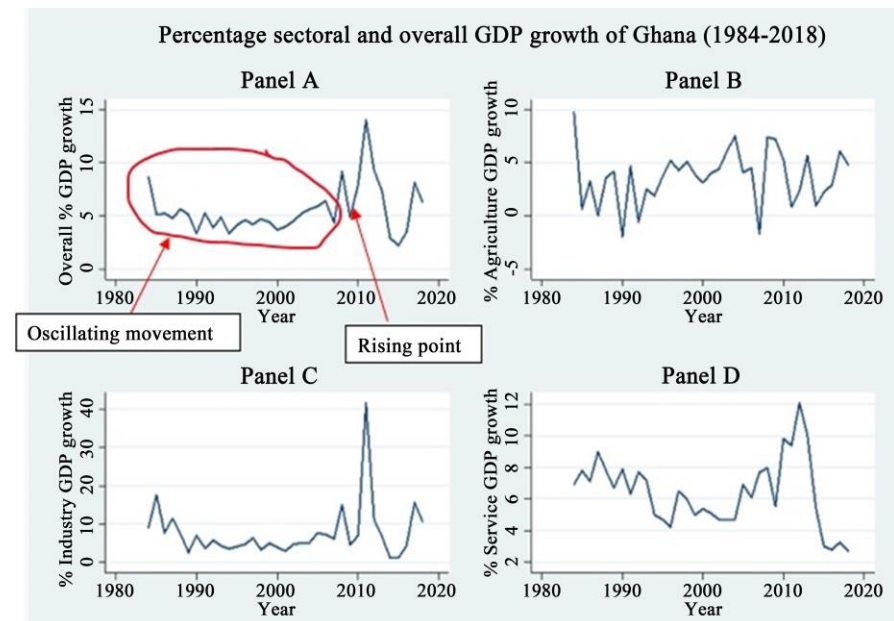 Percentage sectoral and overall GDP growth of Ghana (1984-2018)
Panel A
Overall % GDP growth
15
10
5
0
1980
1990
2000
2010
2020
Year
Oscillating movement
Rising point
Panel B
% Agriculture GDP growth
10
5
0
-5
1980
1990
2000
2010
2020
Year
Panel C
% Industry GDP growth
40
30
20
10
0
1980
1990
2000
2010
2020
Year
Panel D
% Service GDP growth
12
10
8
6
4
2
1980
1990
2000
2010
2020
Year